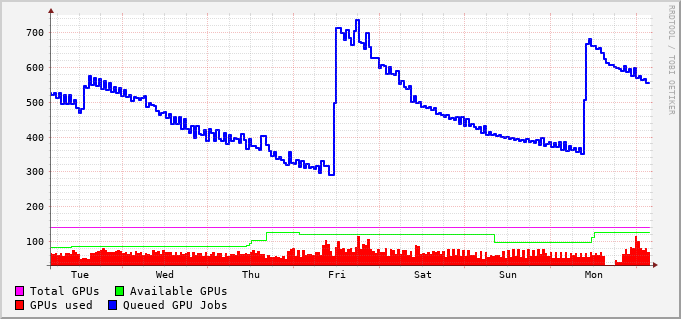 RRDTOOL / TOBI OETIKER
700
600
500
400
300
200
100
Tue Wed Thu Fri Sat Sun Mon
Total GPUs Available GPUs
GPUs used Queued GPU Jobs